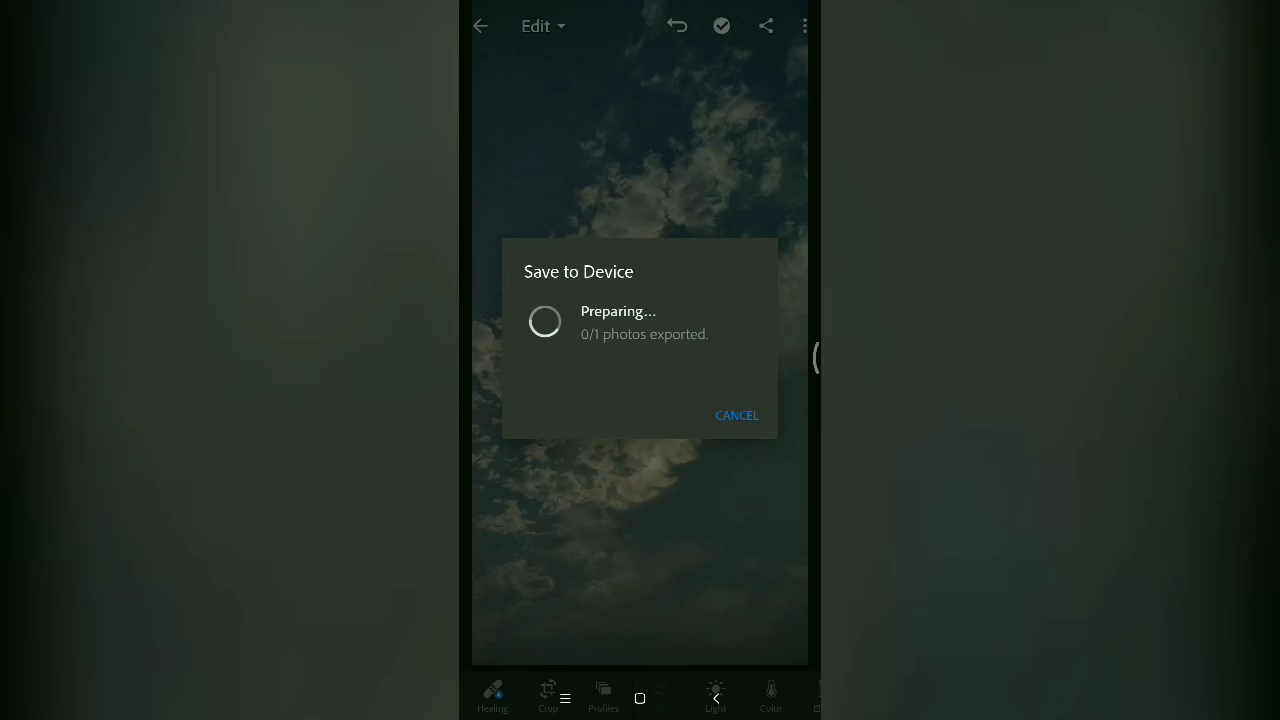 Edit
Save to Device
Preparing...
0/1 photos exported.
CANCEL
Healing
Crop
Profiles
Light
Color